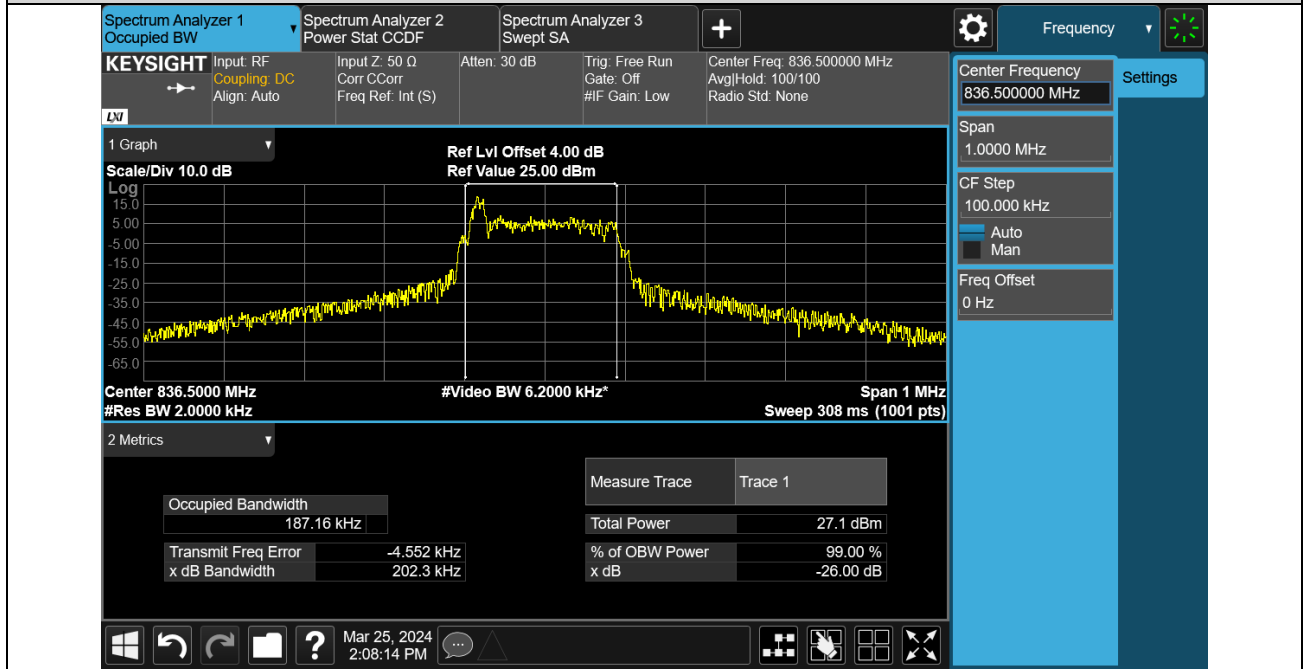 Spectrum Analyzer 1
Occupied BW
Spectrum Analyzer 2
Power Stat CCDF
Spectrum Analyzer 3
Swept SA
Frequency
KEYSIGHT
LXI
Input: RF
Coupling: DC
Align: Auto
Input Z: 50 Ω
Corr CCorr
Freq Ref: Int (S)
Atten: 30 dB
Trig: Free Run
Gate: Off
#IF Gain: Low
Center Freq: 836.500000 MHz
Avg|Hold: 100/100
Radio Std: None
Center Frequency
836.500000 MHz
Settings
Span
1.0000 MHz
CF Step
100.000 kHz
Auto
Man
Freq Offset
0 Hz
1 Graph
Scale/Div 10.0 dB
Ref Lvl Offset 4.00 dB
Ref Value 25.00 dBm
Log
15.0
5.00
-5.00
-15.0
-25.0
-35.0
-45.0
-55.0
-65.0
Center 836.5000 MHz
#Video BW 6.2000 kHz*
Span 1 MHz
#Res BW 2.0000 kHz
Sweep 308 ms (1001 pts)
2 Metrics
Measure Trace
Trace 1
Occupied Bandwidth
187.16 kHz
Total Power
27.1 dBm
Transmit Freq Error
-4.552 kHz
% of OBW Power
99.00 %
x dB Bandwidth
202.3 kHz
x dB
-26.00 dB
?
Mar 25, 2024
2:08:14 PM